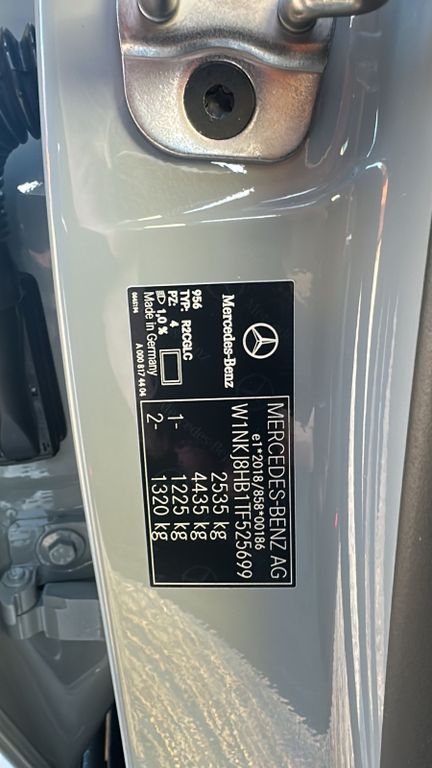 MERCEDES-BENZ AG
e1*2018/858*00186
W1NKJ8HB1TF525699
2535 kg
4435 kg
1- 1225 kg
2- 1320 kg
Mercedes-Benz
956
TYP: R2CGLC
PZ: 4
1,0 %
Made in Germany
A 000 817 44 04